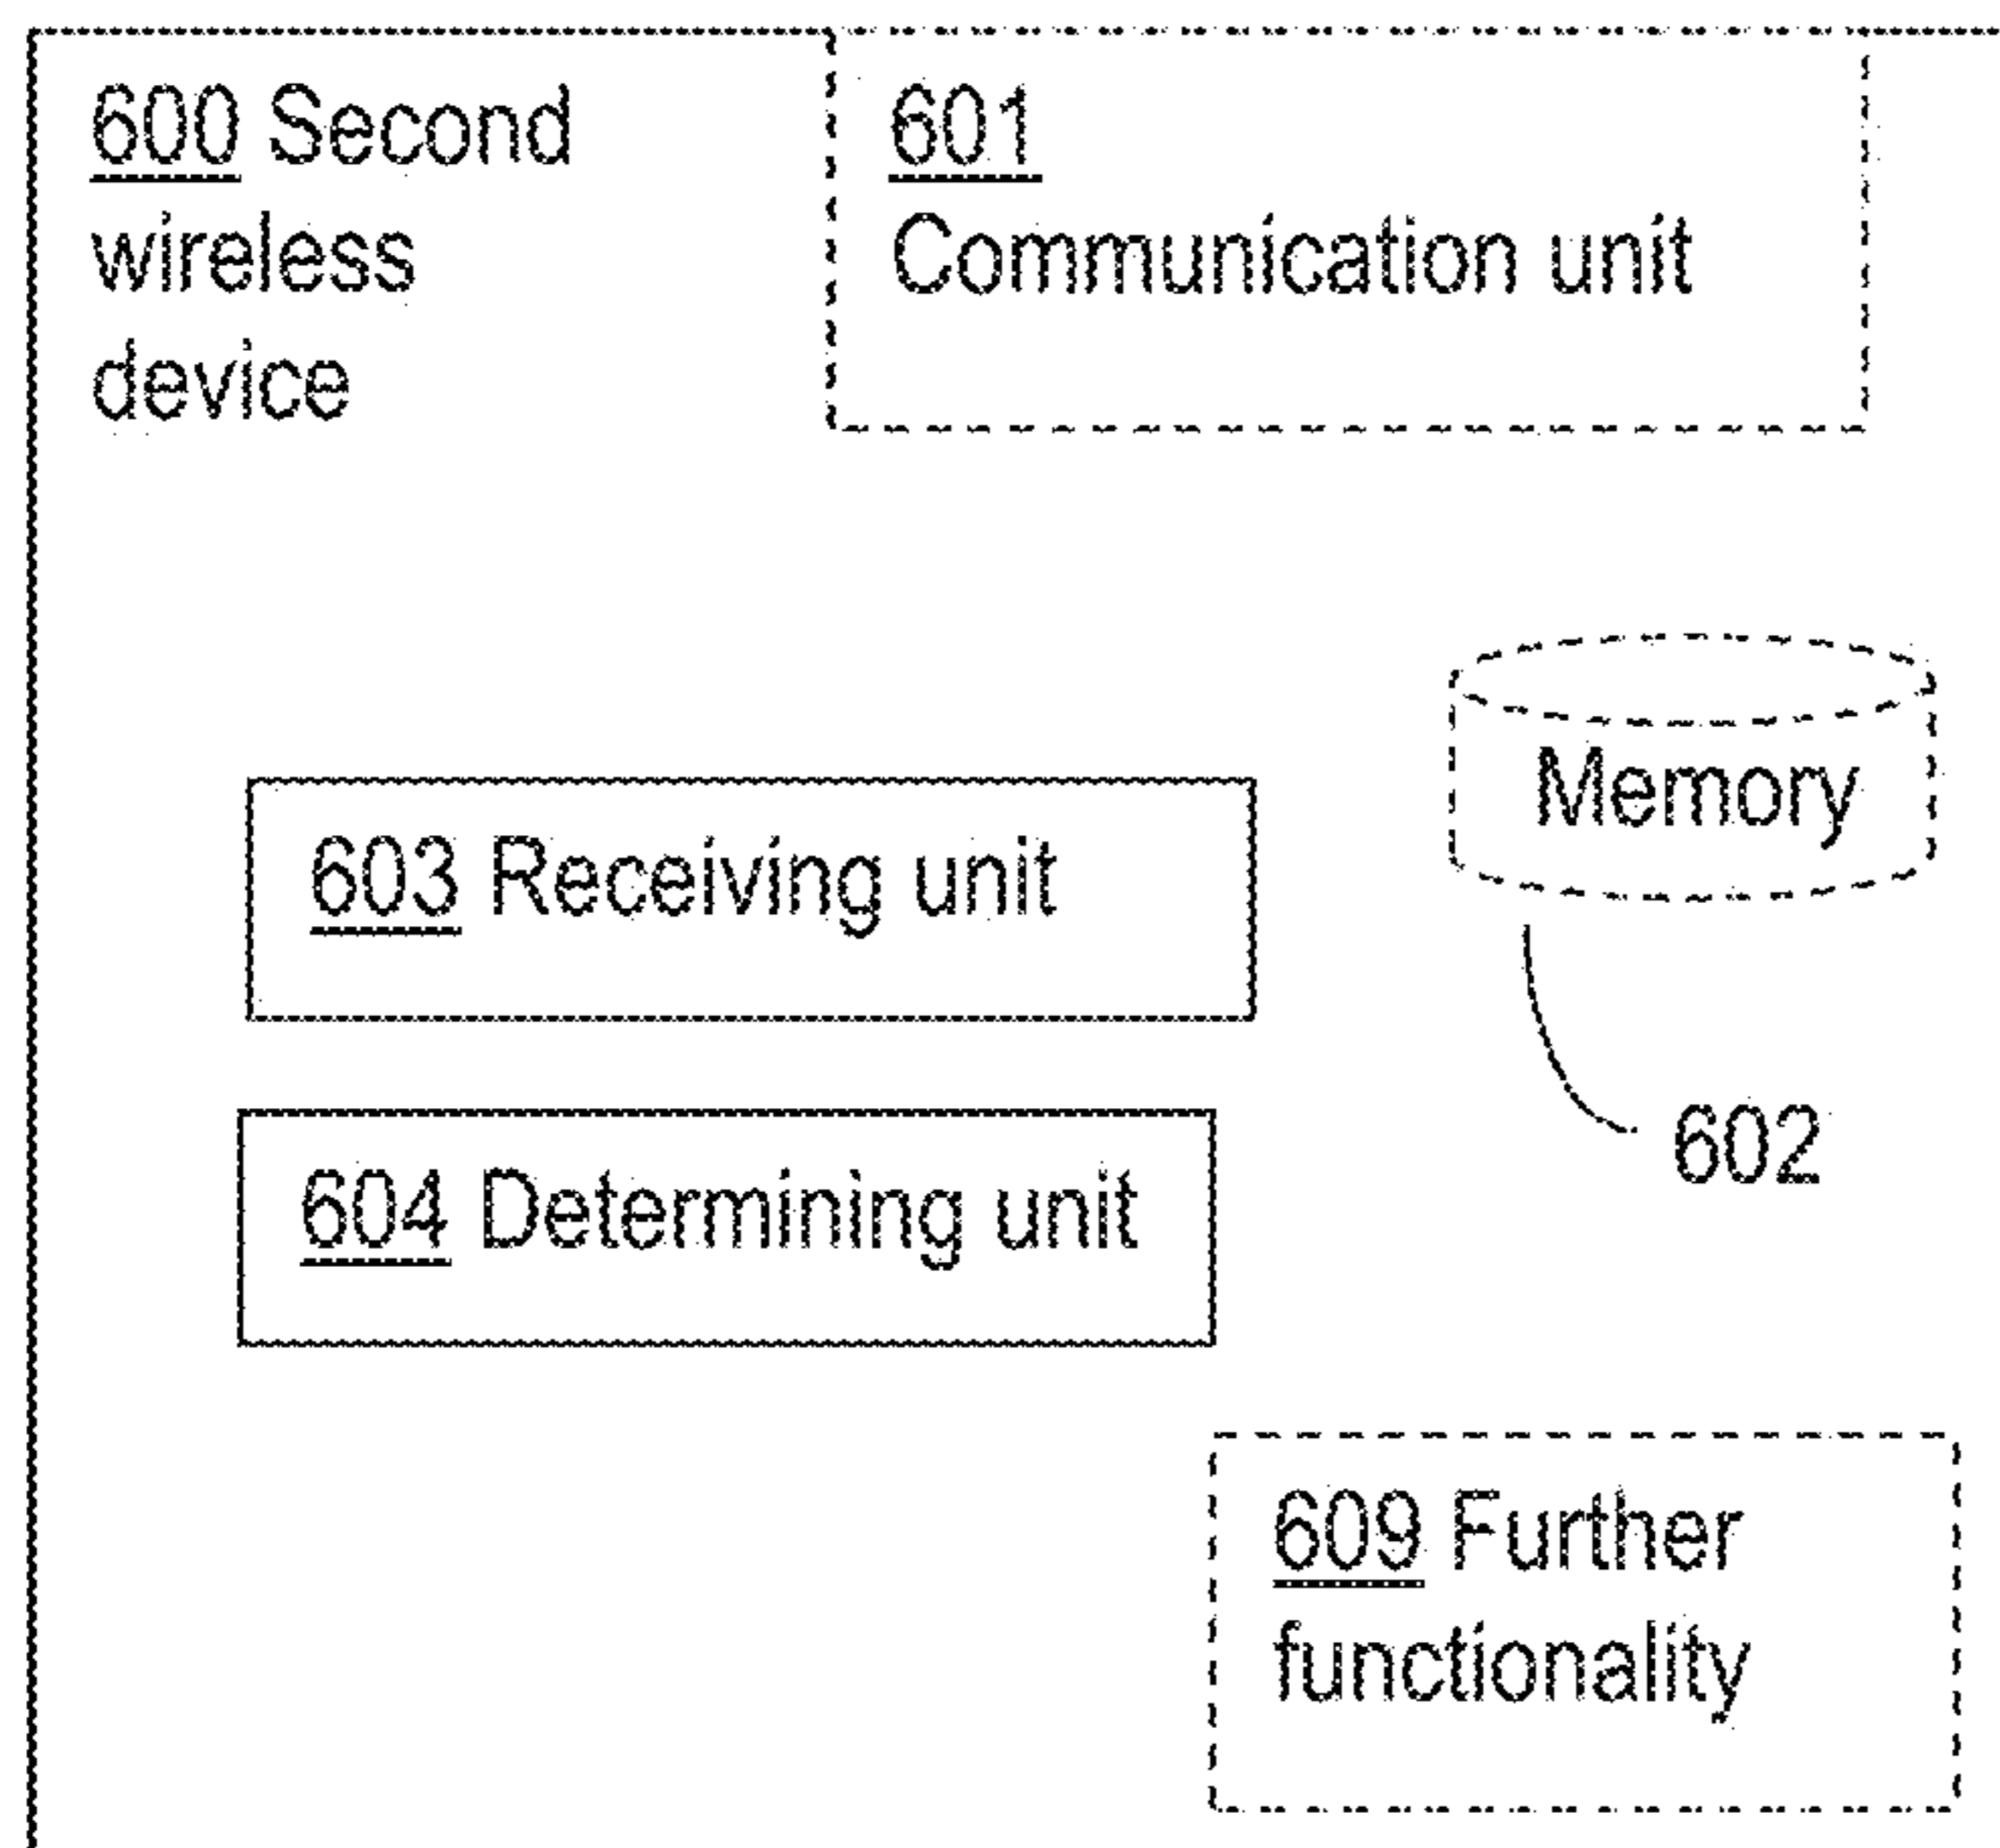 600 Second
wireless
device
601
Communication unit
Memory
603 Receiving unit
602
604 Determining unit
609 Further
functionality